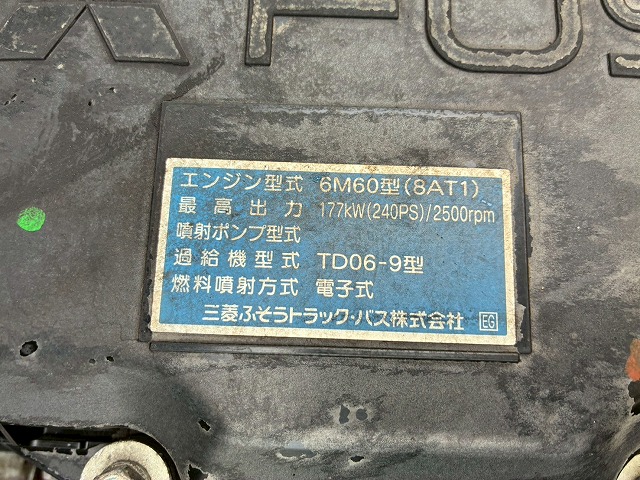 FUS
エンジン型式 6M60型(8AT1)
最高出力 177kW(240PS)/2500rpm
噴射ポンプ型式
過給機型式 TD06-9型
燃料噴射方式 電子式
三菱ふそうトラック・バス株式会社 EG